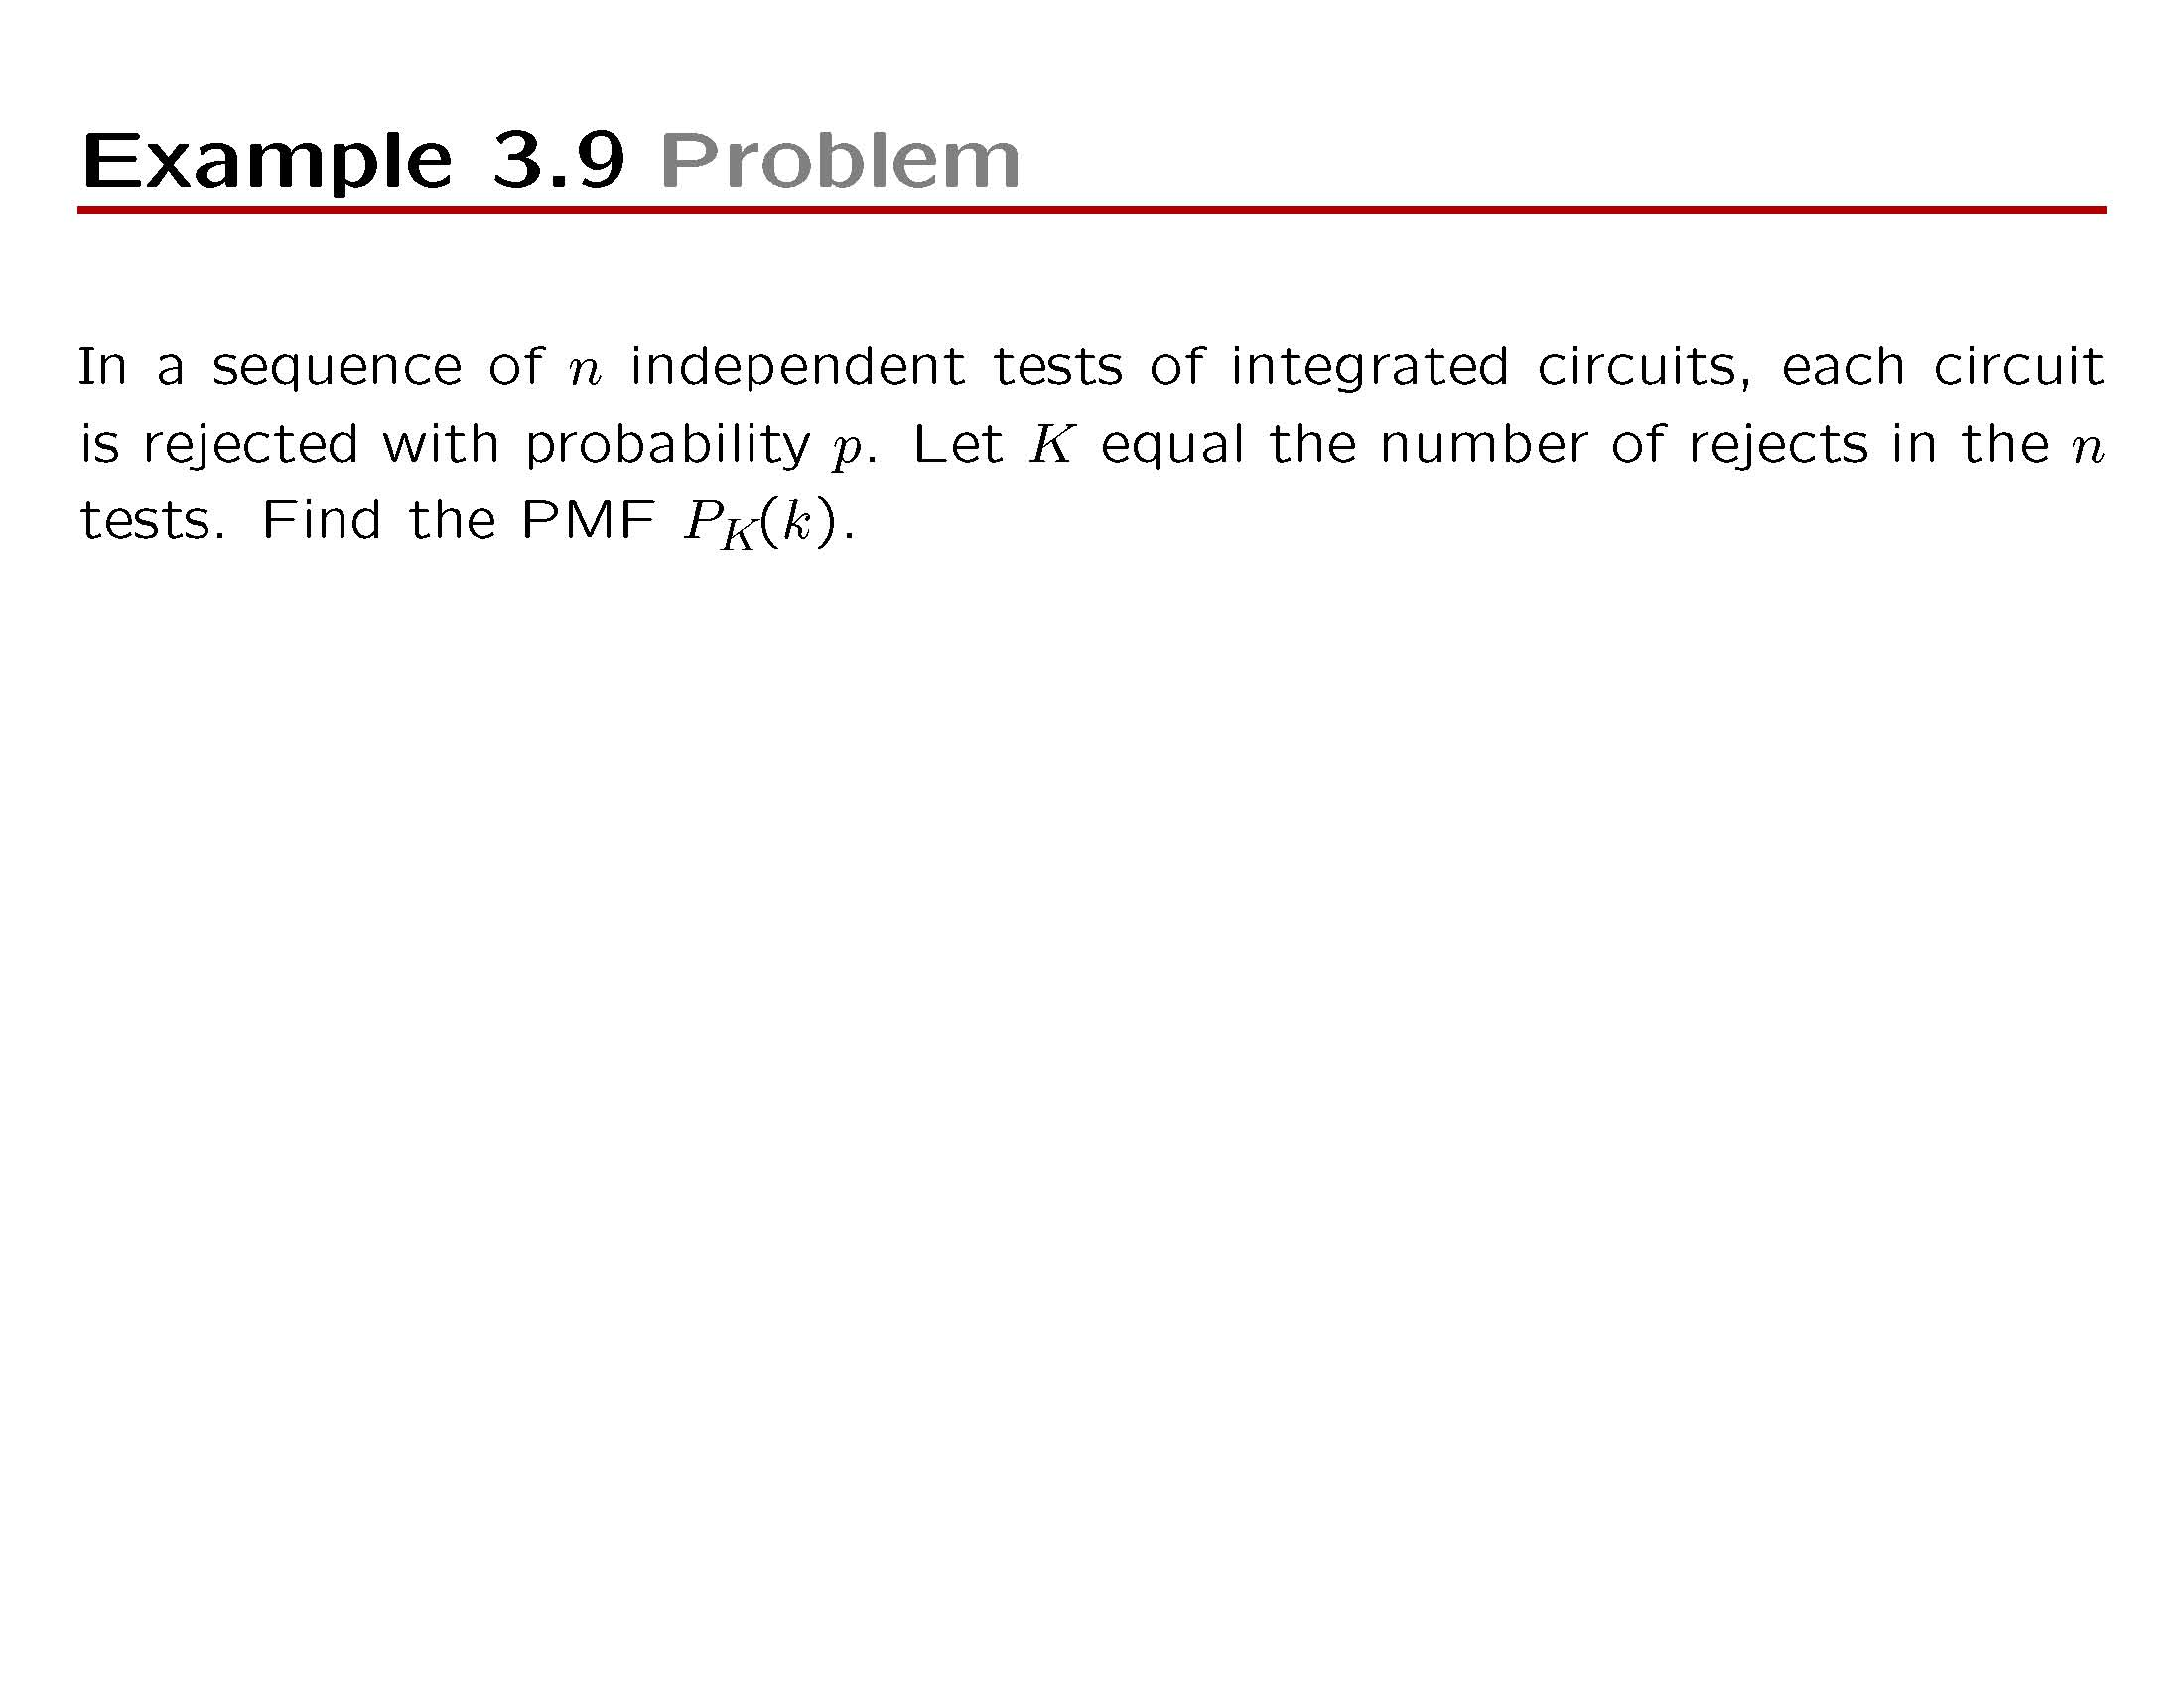 Example 3.9 Problem
In a sequence of n independent tests of integrated circuits, each circuit
is rejected with probability p. Let K equal the number of rejects in the n
tests. Find the PMF P_K(k).